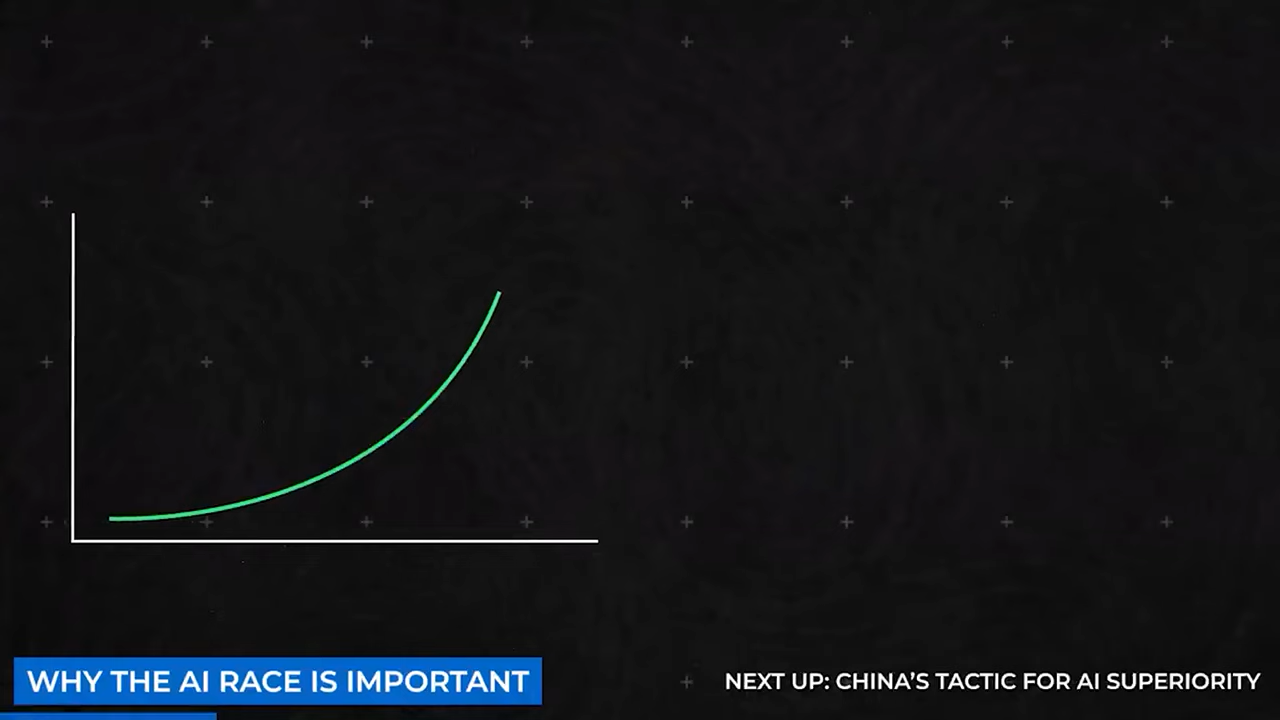 WHY THE AI RACE IS IMPORTANT
NEXT UP: CHINA'S TACTIC FOR AI SUPERIORITY